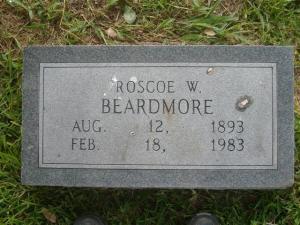 ROSCOE W.
BEARDMORE
AUG. 12, 1893
FEB. 18, 1983